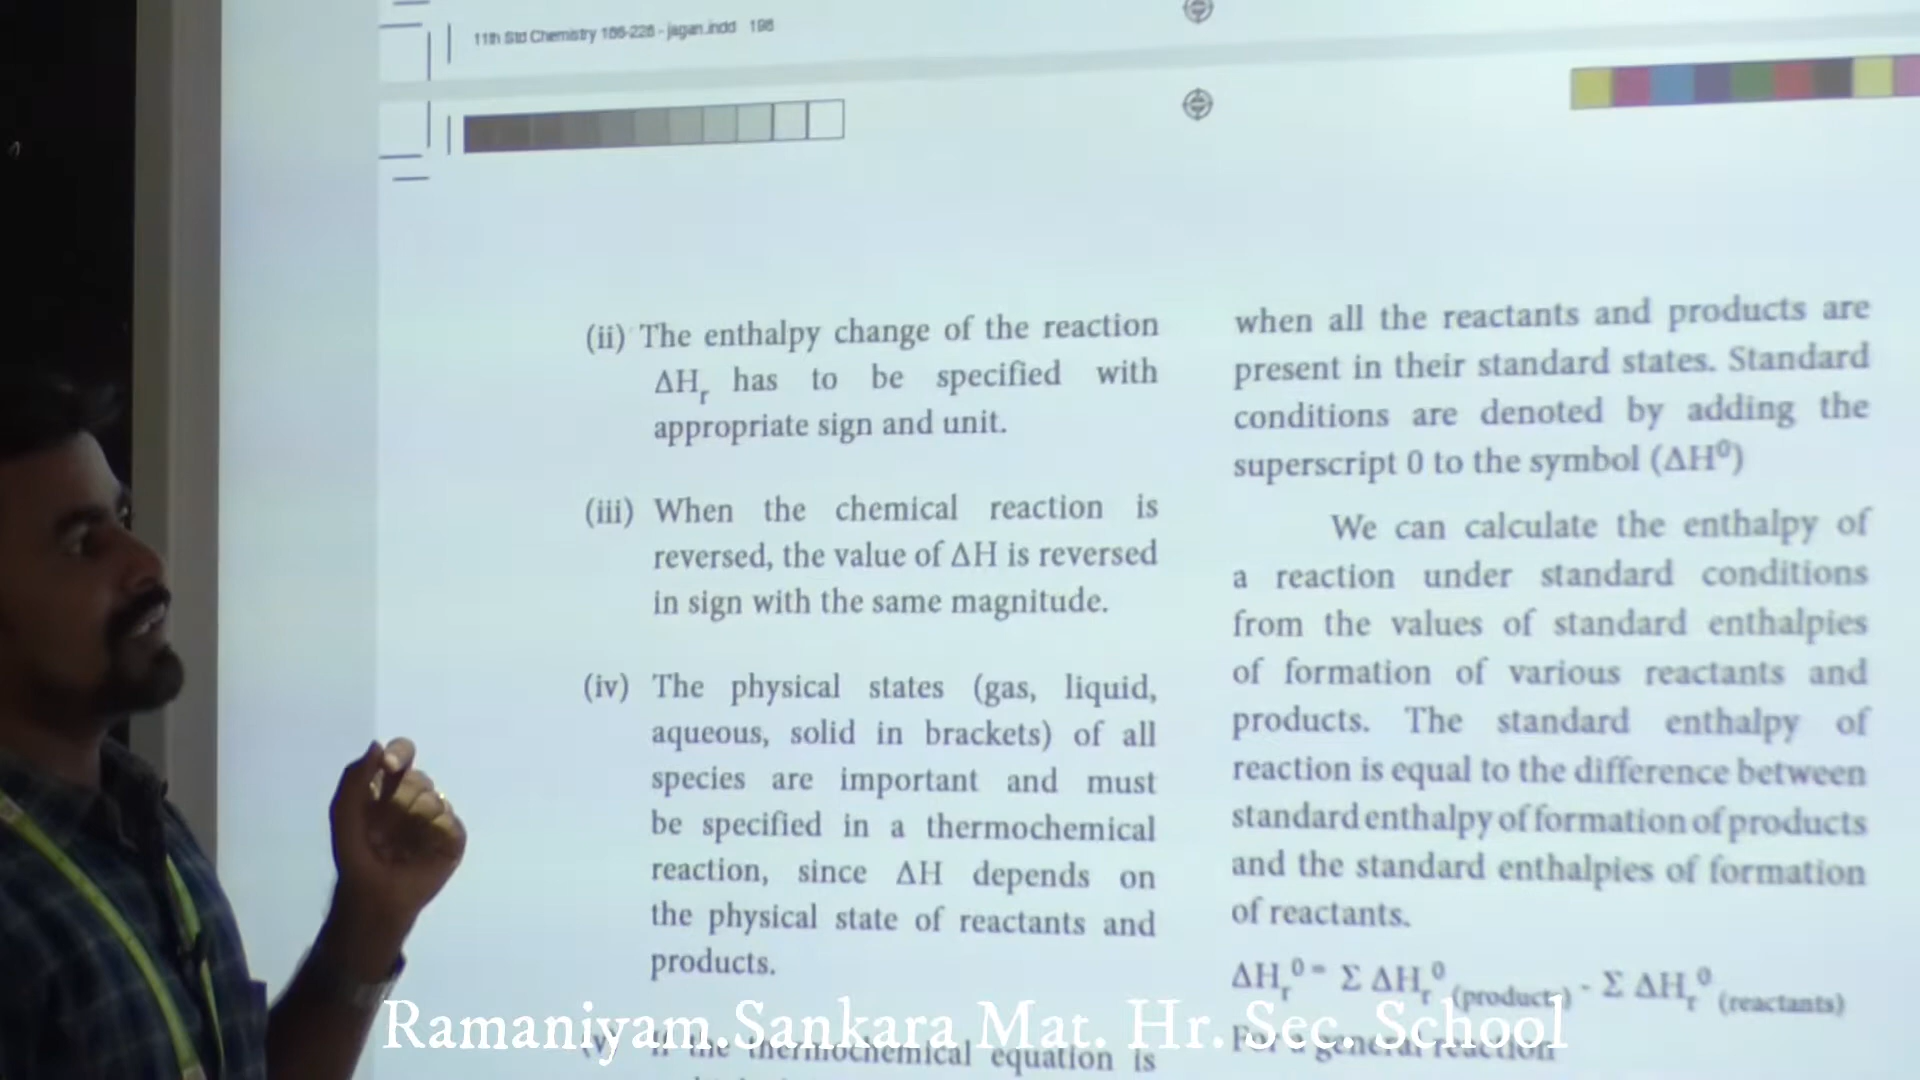 11th Std Chemistry 186-228 - jagan.indd 198
(ii) The enthalpy change of the reaction
ΔHr has to be specified with
appropriate sign and unit.
(iii) When the chemical reaction is
reversed, the value of ΔH is reversed
in sign with the same magnitude.
(iv) The physical states (gas, liquid,
aqueous, solid in brackets) of all
species are important and must
be specified in a thermochemical
reaction, since ΔH depends on
the physical state of reactants and
products.
(v) If the thermochemical equation is
when all the reactants and products are
present in their standard states. Standard
conditions are denoted by adding the
superscript 0 to the symbol (ΔH⁰)
We can calculate the enthalpy of
a reaction under standard conditions
from the values of standard enthalpies
of formation of various reactants and
products. The standard enthalpy of
reaction is equal to the difference between
standard enthalpy of formation of products
and the standard enthalpies of formation
of reactants.
ΔHr⁰ = Σ ΔHr⁰ (products) - Σ ΔHr⁰ (reactants)
For a general reaction
Ramaniyam.Sankara Mat. Hr. Sec. School